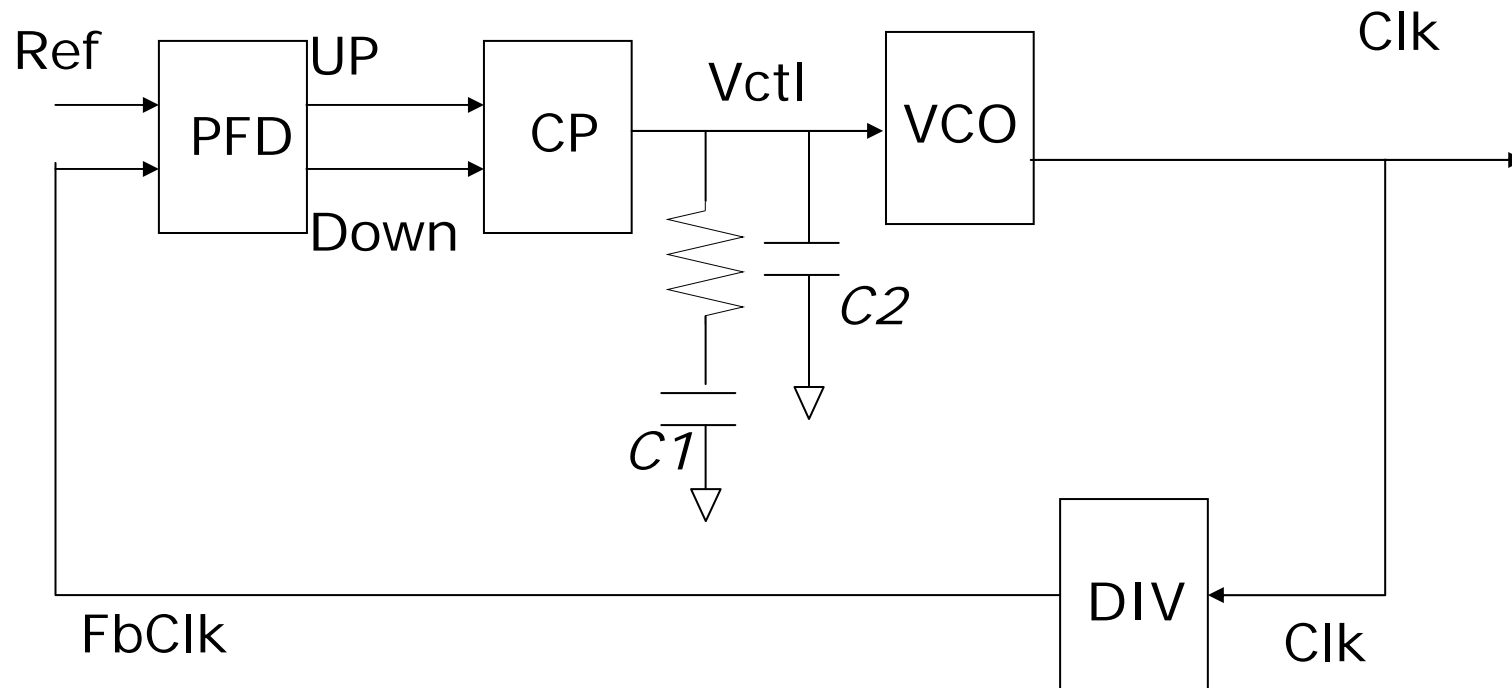 Ref
UP
PFD
Down
CP
Vctl
VCO
Clk
C2
C1
DIV
FbClk
Clk